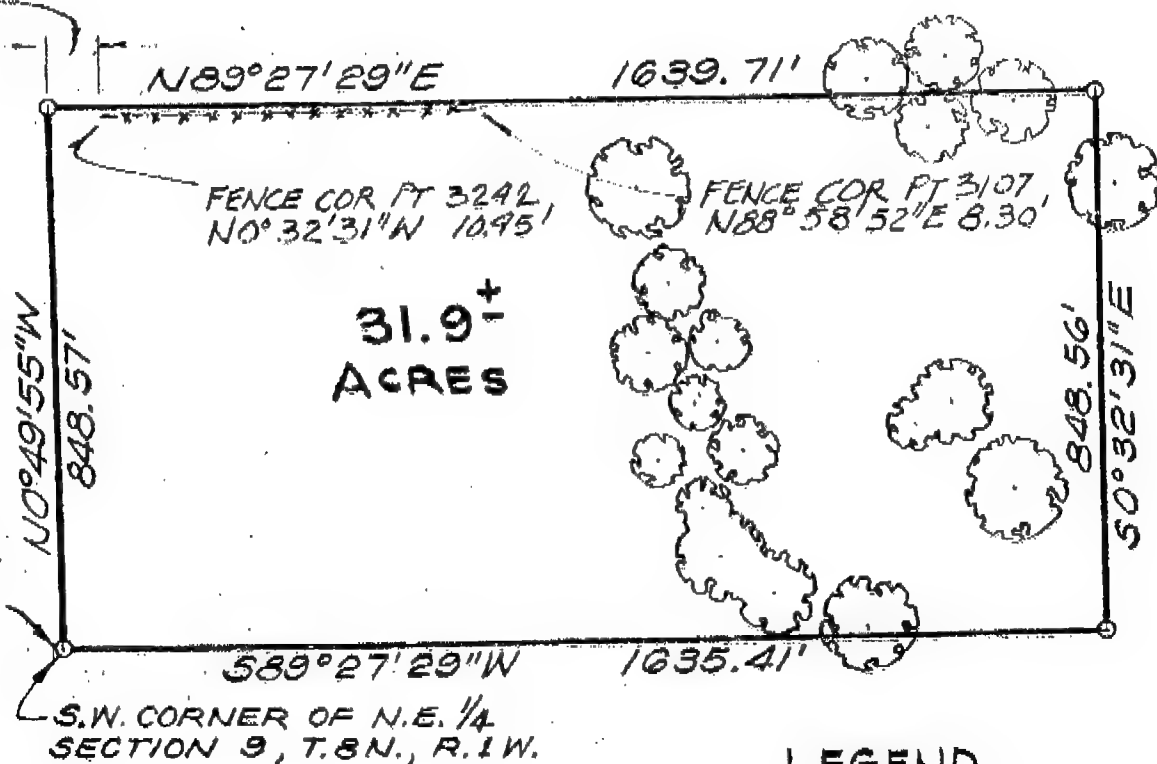 N89°27'29"E 1639.71'
FENCE COR PT 3242
N0°32'31"W 10.95'
FENCE COR PT 3107
N88°58'52"E 8.30'
31.9±
ACRES
N0°49'55"W
848.57'
848.56'
S0°32'31"E
S89°27'29"W 1635.41'
S.W. CORNER OF N.E. 1/4
SECTION 9, T.8N., R.1W.
LEGEND